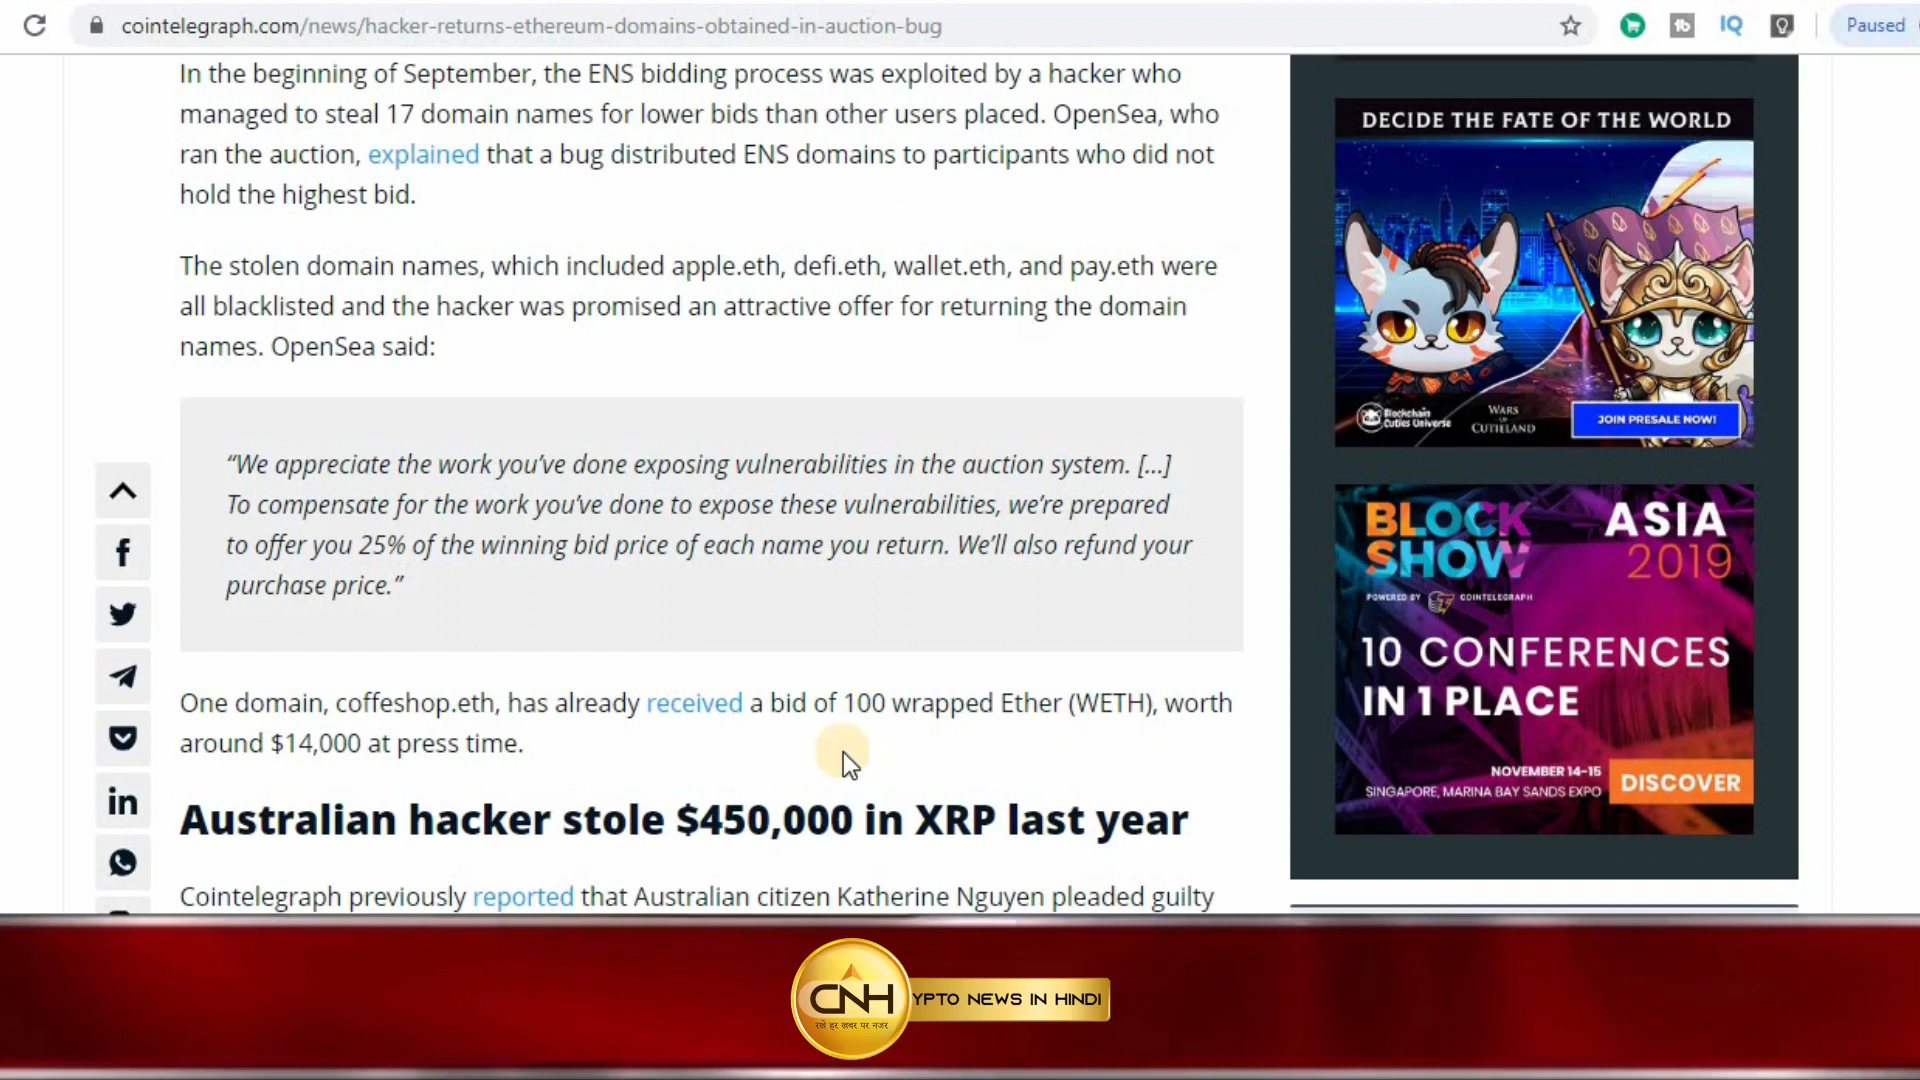 cointelegraph.com/news/hacker-returns-ethereum-domains-obtained-in-auction-bug
Paused
In the beginning of September, the ENS bidding process was exploited by a hacker who
managed to steal 17 domain names for lower bids than other users placed. OpenSea, who
ran the auction, explained that a bug distributed ENS domains to participants who did not
hold the highest bid.
The stolen domain names, which included apple.eth, defi.eth, wallet.eth, and pay.eth were
all blacklisted and the hacker was promised an attractive offer for returning the domain
names. OpenSea said:
“We appreciate the work you’ve done exposing vulnerabilities in the auction system. [...]
To compensate for the work you’ve done to expose these vulnerabilities, we’re prepared
to offer you 25% of the winning bid price of each name you return. We’ll also refund your
purchase price.”
One domain, coffeshop.eth, has already received a bid of 100 wrapped Ether (WETH), worth
around $14,000 at press time.
Australian hacker stole $450,000 in XRP last year
Cointelegraph previously reported that Australian citizen Katherine Nguyen pleaded guilty
DECIDE THE FATE OF THE WORLD
Blockchain
Cuties Universe
WARS
OF
CUTIELAND
JOIN PRESALE NOW!
BLOCK
SHOW
ASIA
2019
POWERED BY COINTELEGRAPH
10 CONFERENCES
IN 1 PLACE
NOVEMBER 14-15
SINGAPORE, MARINA BAY SANDS EXPO
DISCOVER
CNH
YPTO NEWS IN HINDI
रखे हर खबर पर नजर